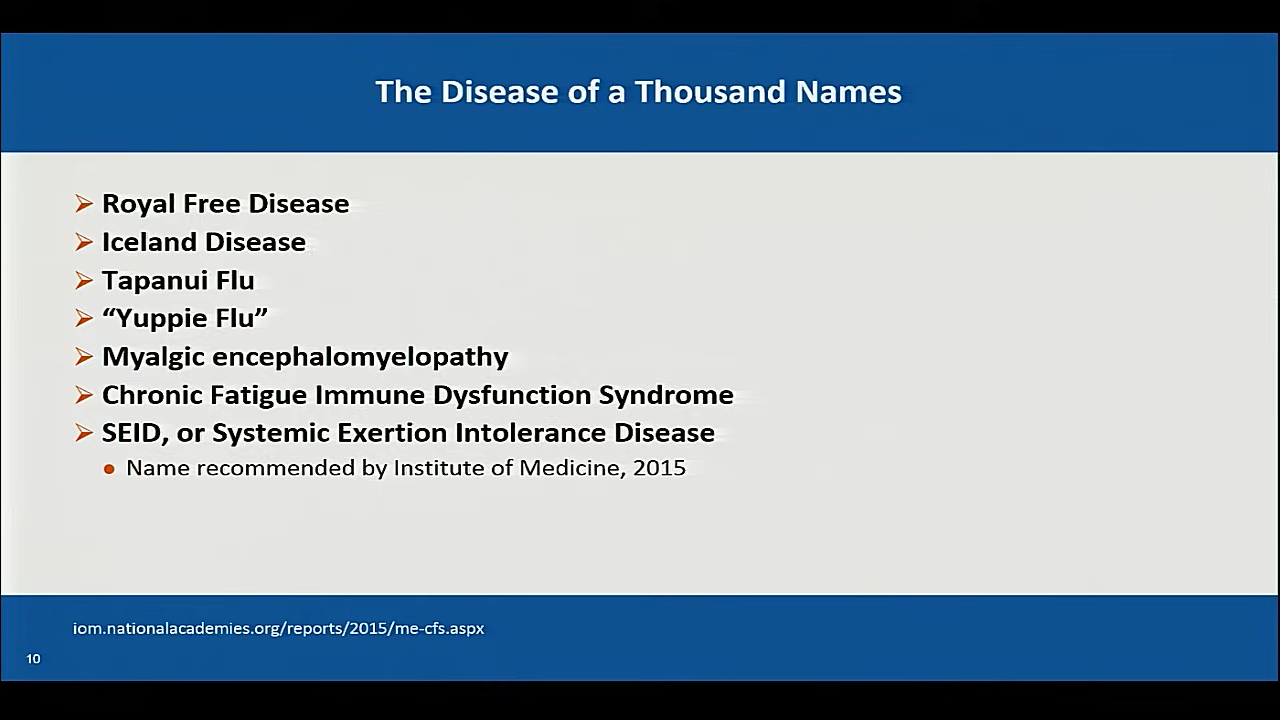 The Disease of a Thousand Names
Royal Free Disease
Iceland Disease
Tapanui Flu
“Yuppie Flu”
Myalgic encephalomyelopathy
Chronic Fatigue Immune Dysfunction Syndrome
SEID, or Systemic Exertion Intolerance Disease
Name recommended by Institute of Medicine, 2015
iom.nationalacademies.org/reports/2015/me-cfs.aspx
10